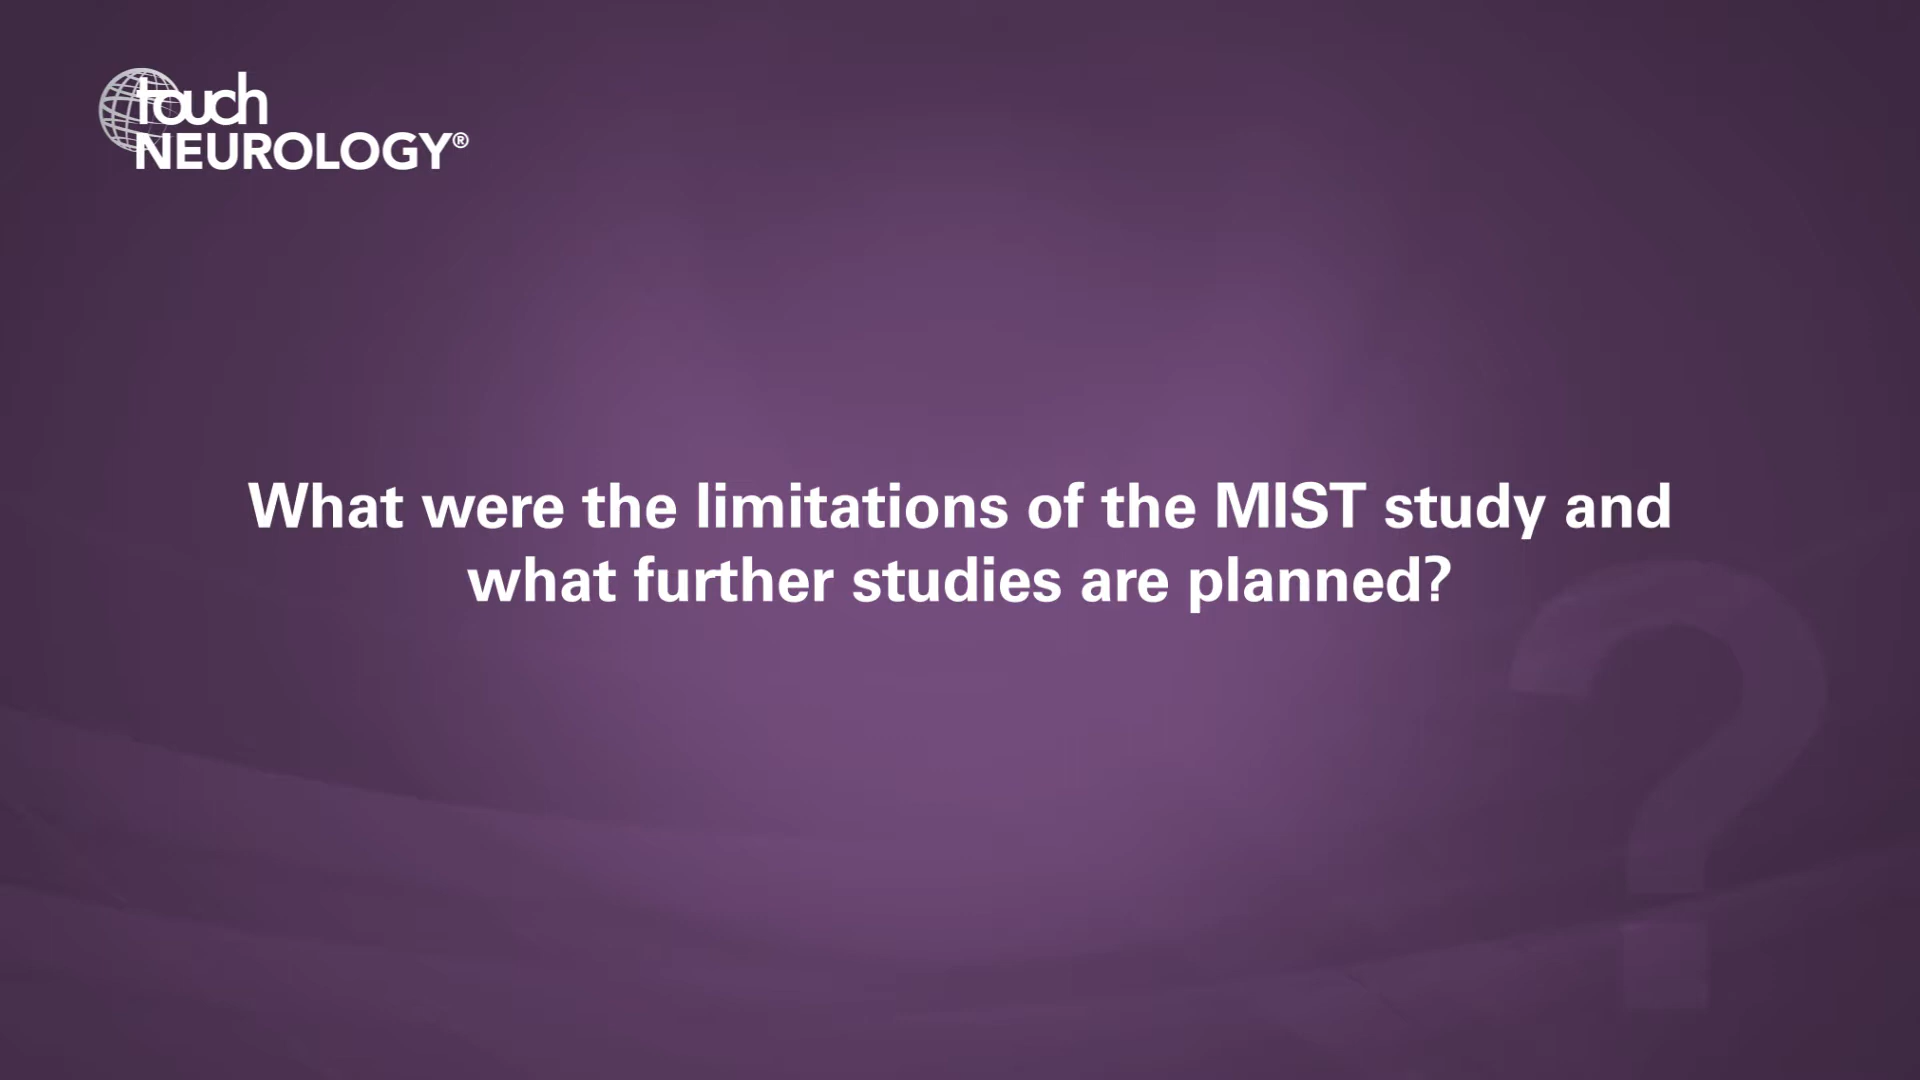 touch
NEUROLOGY®
What were the limitations of the MIST study and
what further studies are planned?